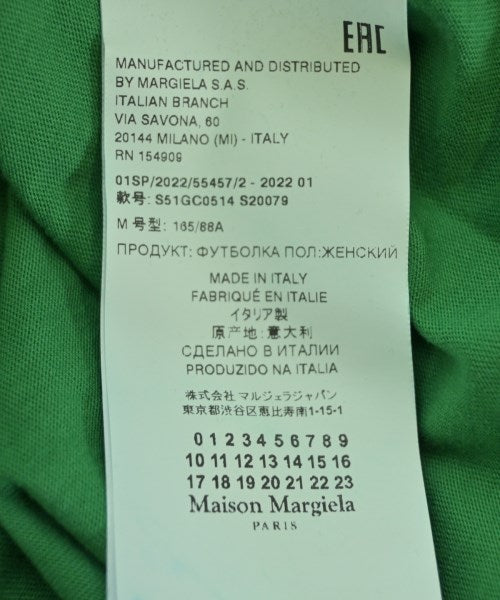 EAC
MANUFACTURED AND DISTRIBUTED
BY MARGIELA S.A.S.
ITALIAN BRANCH
VIA SAVONA, 60
20144 MILANO (MI) - ITALY
RN 154909
01SP/2022/55457/2 - 2022 01
款号: S51GC0514 S20079
M 号型: 165/88A
ПРОДУКТ: ФУТБОЛКА ПОЛ:ЖЕНСКИЙ
MADE IN ITALY
FABRIQUÉ EN ITALIE
イタリア製
原产地: 意大利
СДЕЛАНО В ИТАЛИИ
PRODUZIDO NA ITALIA
株式会社 マルジェラジャパン
東京都渋谷区恵比寿南1-15-1
0 1 2 3 4 5 6 7 8 9
10 11 12 13 14 15 16
17 18 19 20 21 22 23
Maison Margiela
PARIS